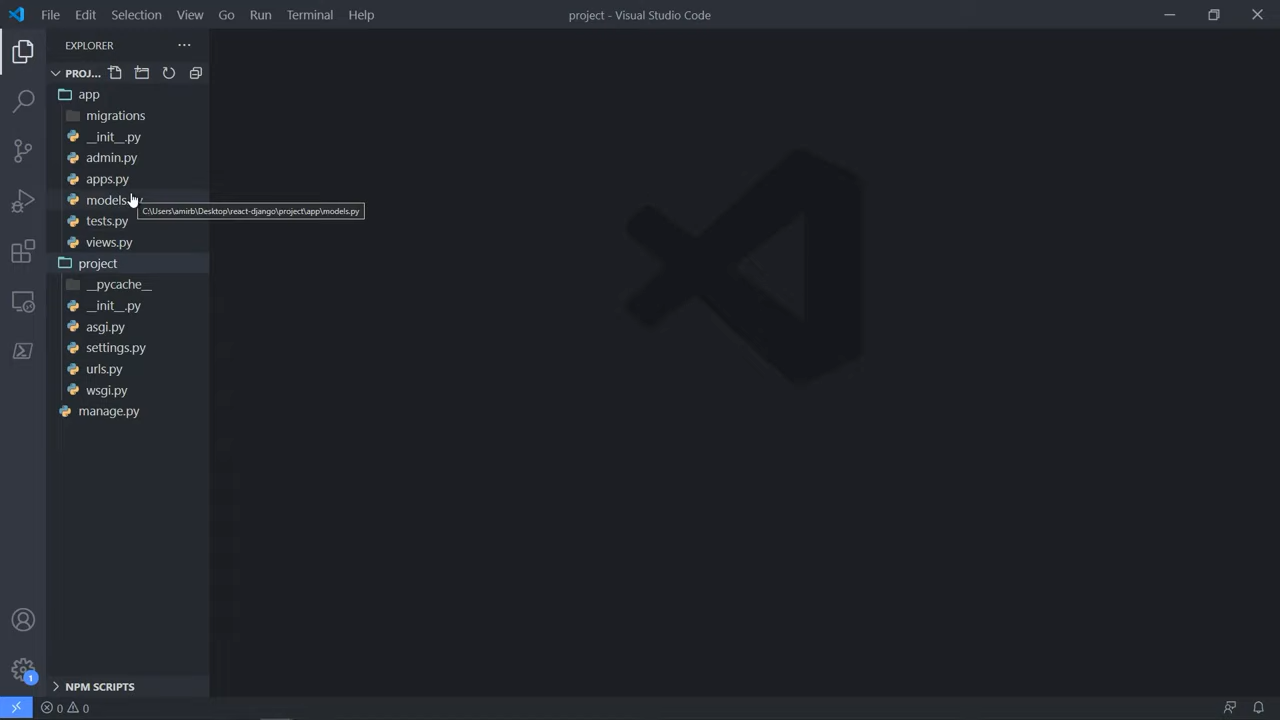 File Edit Selection View Go Run Terminal Help
project - Visual Studio Code
EXPLORER
PROJ...
app
migrations
__init__.py
admin.py
apps.py
models.
C:\Users\amirb\Desktop\react-django\project\app\models.py
tests.py
views.py
project
__pycache__
__init__.py
asgi.py
settings.py
urls.py
wsgi.py
manage.py
1
NPM SCRIPTS
0 0